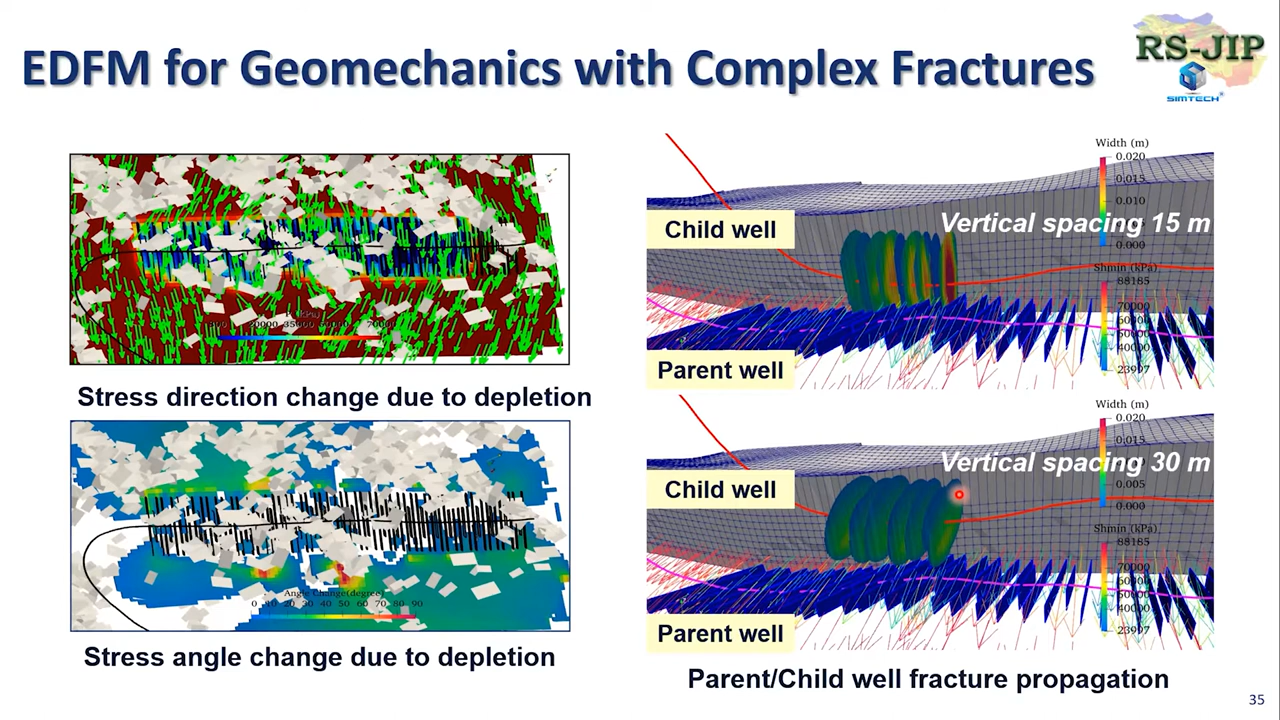 EDFM for Geomechanics with Complex Fractures
RS-JIP
SIMTECH
Stress direction change due to depletion
Angle Change(degree)
0 10 20 30 40 50 60 70 80 90
Stress angle change due to depletion
Width (m)
0.020
0.015
0.010
Vertical spacing 15 m
0.000
Child well
Shmin (kPa)
88185
70000
60000
40000
23997
Parent well
Width (m)
0.020
0.015
Vertical spacing 30 m
0.005
0.000
Child well
Shmin (kPa)
88185
70000
60000
40000
23997
Parent well
Parent/Child well fracture propagation
35